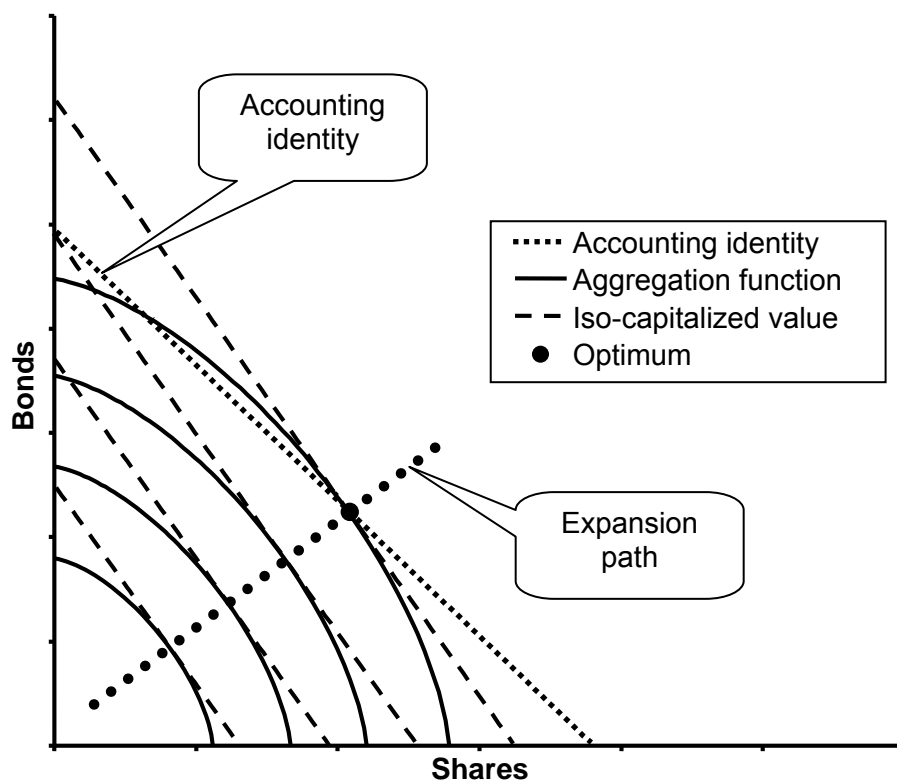 Accounting
identity
Accounting identity
Aggregation function
Iso-capitalized value
Optimum
Bonds
Expansion
path
Shares